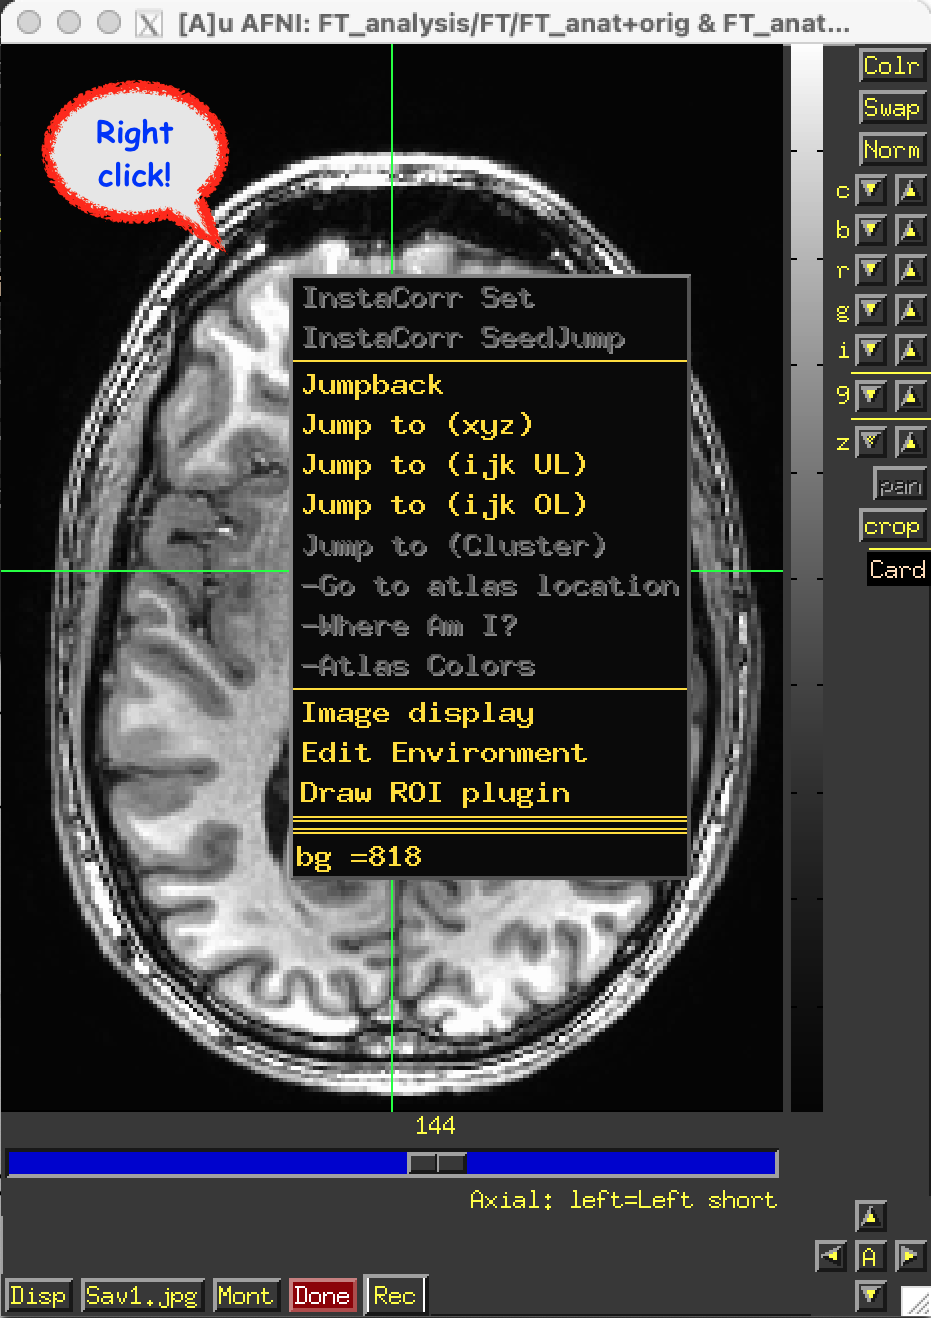 [A]u AFNI: FT_analysis/FT/FT_anat+orig & FT_anat...
Right
click!
InstaCorr Set
InstaCorr SeedJump
Jumpback
Jump to (xyz)
Jump to (ijk UL)
Jump to (ijk OL)
Jump to (Cluster)
-Go to atlas location
-Where Am I?
-Atlas Colors
Image display
Edit Environment
Draw ROI plugin
bg =818
Colr
Swap
Norm
c
b
r
g
i
9
z
pan
crop
Card
144
Axial: left=Left short
A
Disp Sav1.jpg Mont Done Rec